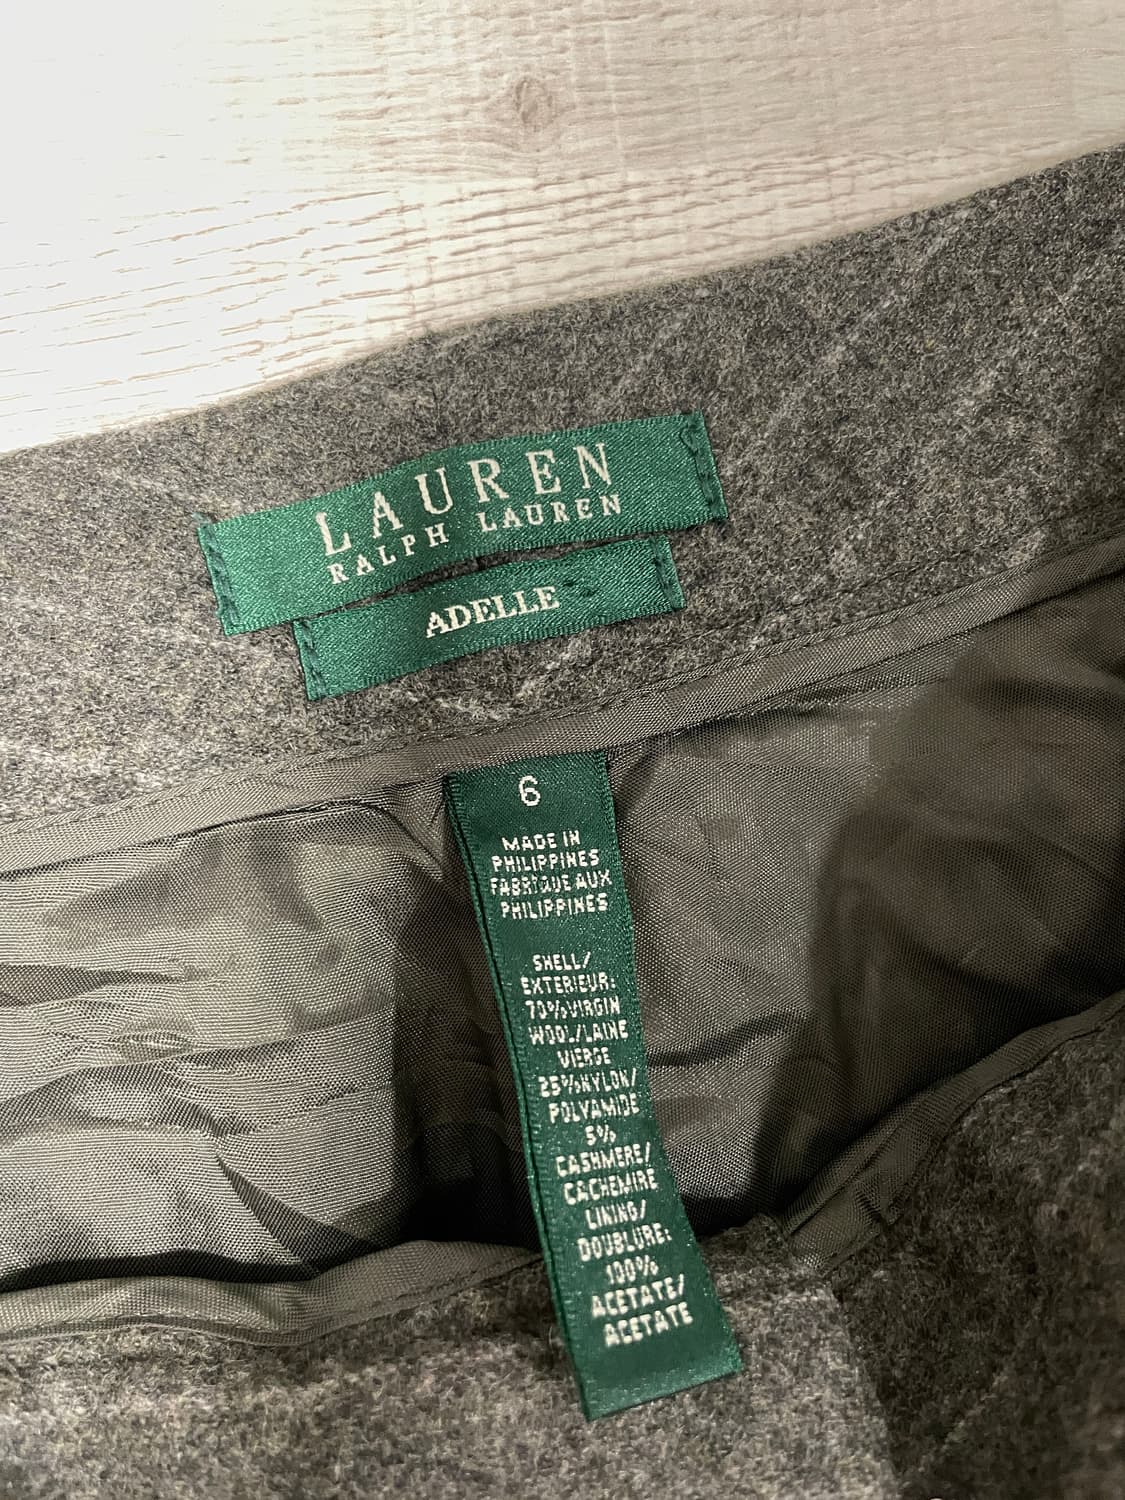 LAUREN
RALPH LAUREN
ADELLE
6
MADE IN
PHILIPPINES
FABRIQUE AUX
PHILIPPINES
SHELL/
EXTERIEUR:
70% VIRGIN
WOOL/LAINE
VIERGE
25% NYLON/
POLYAMIDE
5%
CASHMERE/
CACHEMIRE
LINING/
DOUBLURE:
100%
ACETATE/
ACETATE